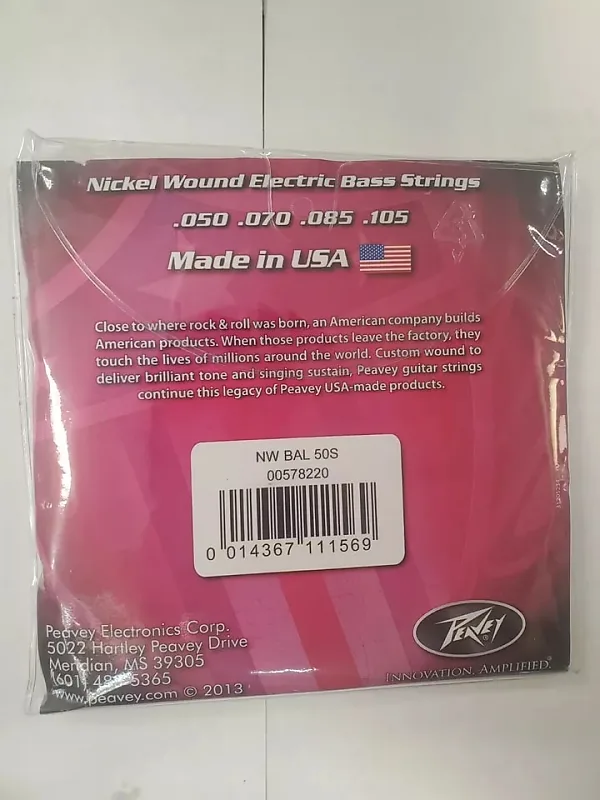 Nickel Wound Electric Bass Strings
.050 .070 .085 .105
Made in USA
Close to where rock & roll was born, an American company builds
American products. When those products leave the factory, they
touch the lives of millions around the world. Custom wound to
deliver brilliant tone and singing sustain, Peavey guitar strings
continue this legacy of Peavey USA-made products.
NW BAL 50S
00578220
0 014367 111569
Peavey Electronics Corp.
5022 Hartley Peavey Drive
Meridian, MS 39305
5365
www.peavey.com © 2013
PEAVEY®
INNOVATION. AMPLIFIED.®